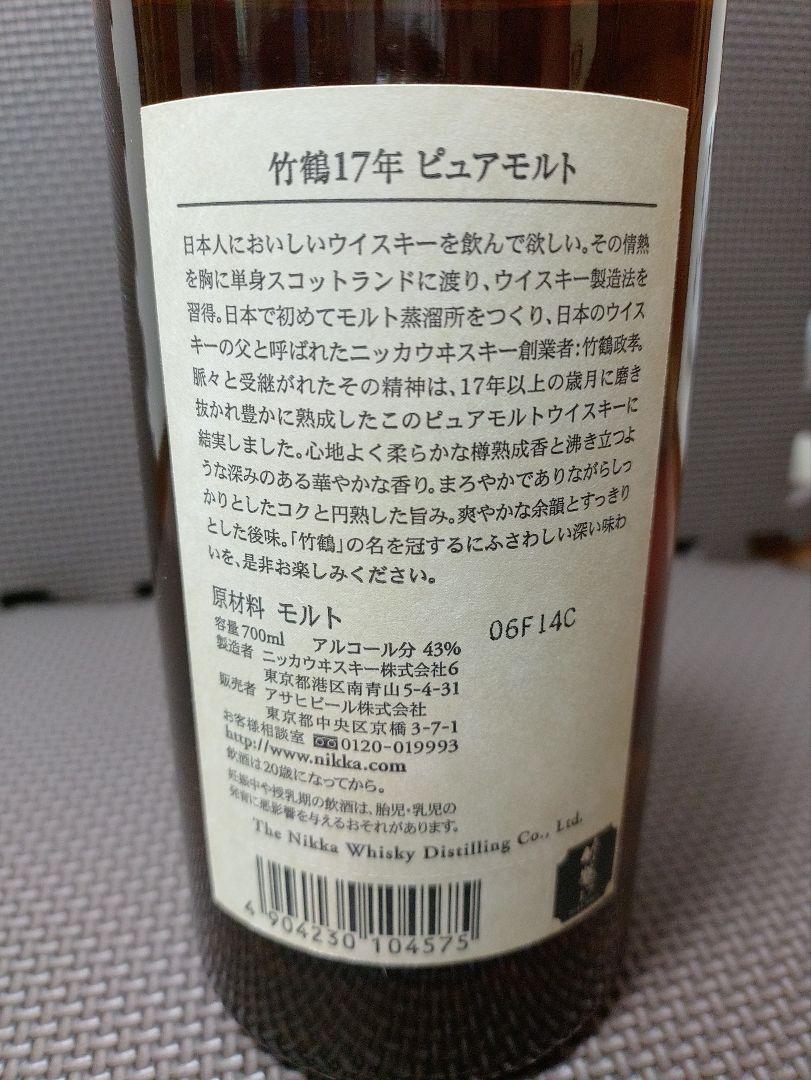 竹鶴17年 ピュアモルト
日本人においしいウイスキーを飲んで欲しい。その情熱
を胸に単身スコットランドに渡り、ウイスキー製造法を
習得。日本で初めてモルト蒸溜所をつくり、日本のウイス
キーの父と呼ばれたニッカウヰスキー創業者:竹鶴政孝。
脈々と受継がれたその精神は、17年以上の歳月に磨き
抜かれ豊かに熟成したこのピュアモルトウイスキーに
結実しました。心地よく柔らかな樽熟成香と沸き立つよ
うな深みのある華やかな香り。まろやかでありながらしっ
かりとしたコクと円熟した旨み。爽やかな余韻とすっきり
とした後味。「竹鶴」の名を冠するにふさわしい深い味わ
いを、是非お楽しみください。
原材料 モルト
容量 700ml アルコール分 43%
06F14C
製造者 ニッカウヰスキー株式会社6
東京都港区南青山5-4-31
販売者 アサヒビール株式会社
東京都中央区京橋3-7-1
お客様相談室 0120-019993
http://www.nikka.com
飲酒は20歳になってから。
妊娠中や授乳期の飲酒は、胎児・乳児の
発育に悪影響を与えるおそれがあります。
The Nikka Whisky Distilling Co., Ltd.
4 904230 104575